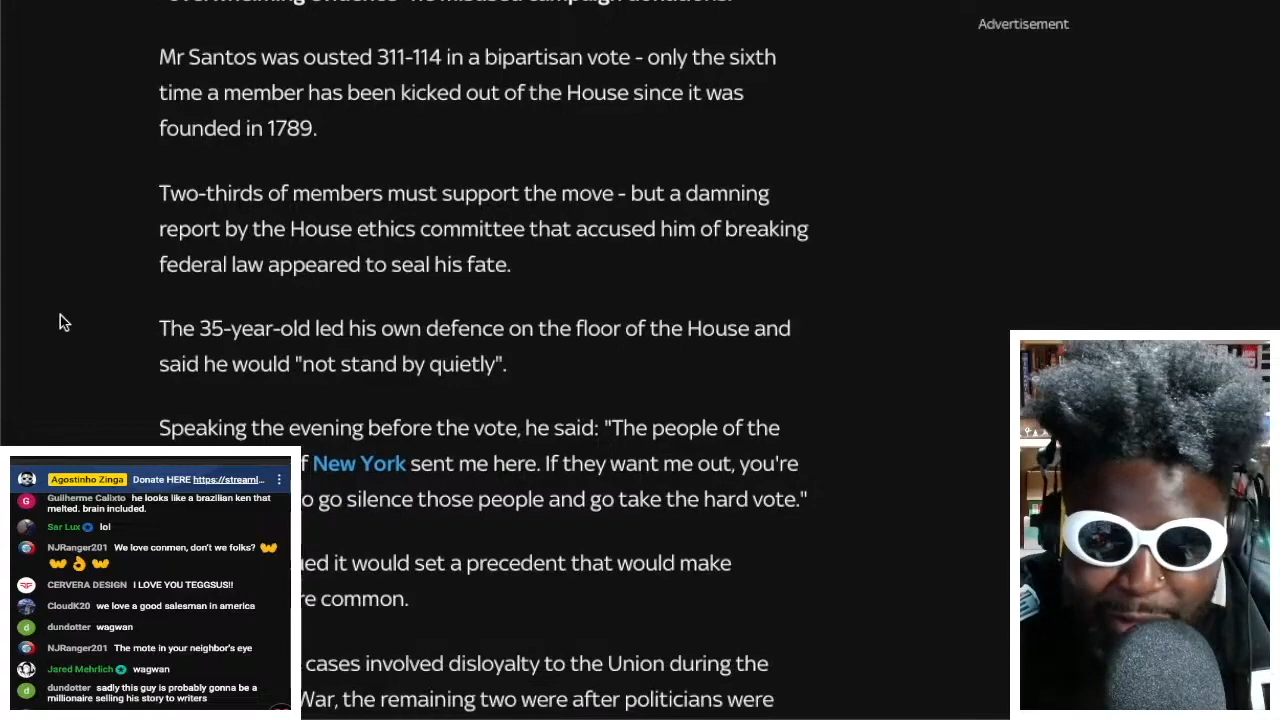 Advertisement
Mr Santos was ousted 311-114 in a bipartisan vote - only the sixth
time a member has been kicked out of the House since it was
founded in 1789.
Two-thirds of members must support the move - but a damning
report by the House ethics committee that accused him of breaking
federal law appeared to seal his fate.
The 35-year-old led his own defence on the floor of the House and
said he would "not stand by quietly".
Speaking the evening before the vote, he said: "The people of the
New York sent me here. If they want me out, you're
go silence those people and go take the hard vote."
it would set a precedent that would make
common.
cases involved disloyalty to the Union during the
War, the remaining two were after politicians were
Agostinho Zinga Donate HERE https://streaml...
Guilherme Calixto he looks like a brazilian ken that
melted. brain included.
Sar Lux lol
NJRanger201 We love conmen, don't we folks?
CERVERA DESIGN I LOVE YOU TEGGSUS!!
CloudK20 we love a good salesman in america
dundotter wagwan
NJRanger201 The mote in your neighbor's eye
Jared Mehrlich wagwan
dundotter sadly this guy is probably gonna be a
millionaire selling his story to writers